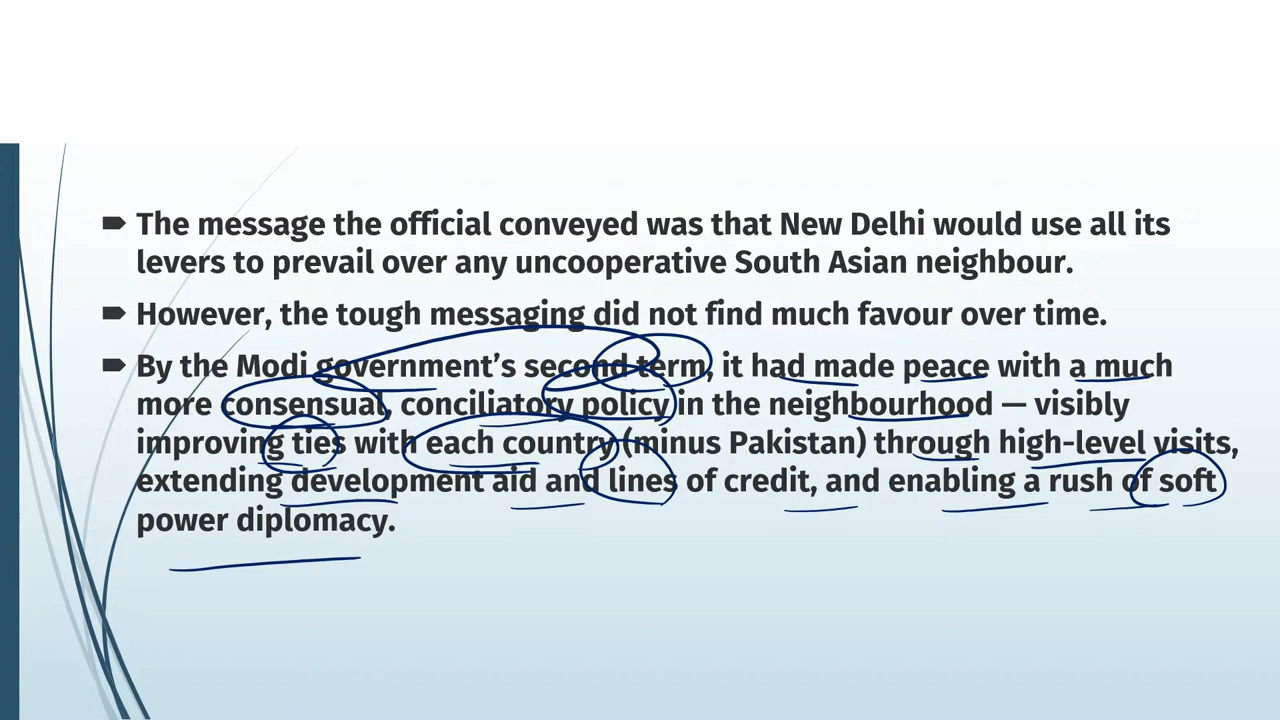 The message the official conveyed was that New Delhi would use all its
levers to prevail over any uncooperative South Asian neighbour.
However, the tough messaging did not find much favour over time.
By the Modi government’s second term, it had made peace with a much
more consensual, conciliatory policy in the neighbourhood — visibly
improving ties with each country (minus Pakistan) through high-level visits,
extending development aid and lines of credit, and enabling a rush of soft
power diplomacy.